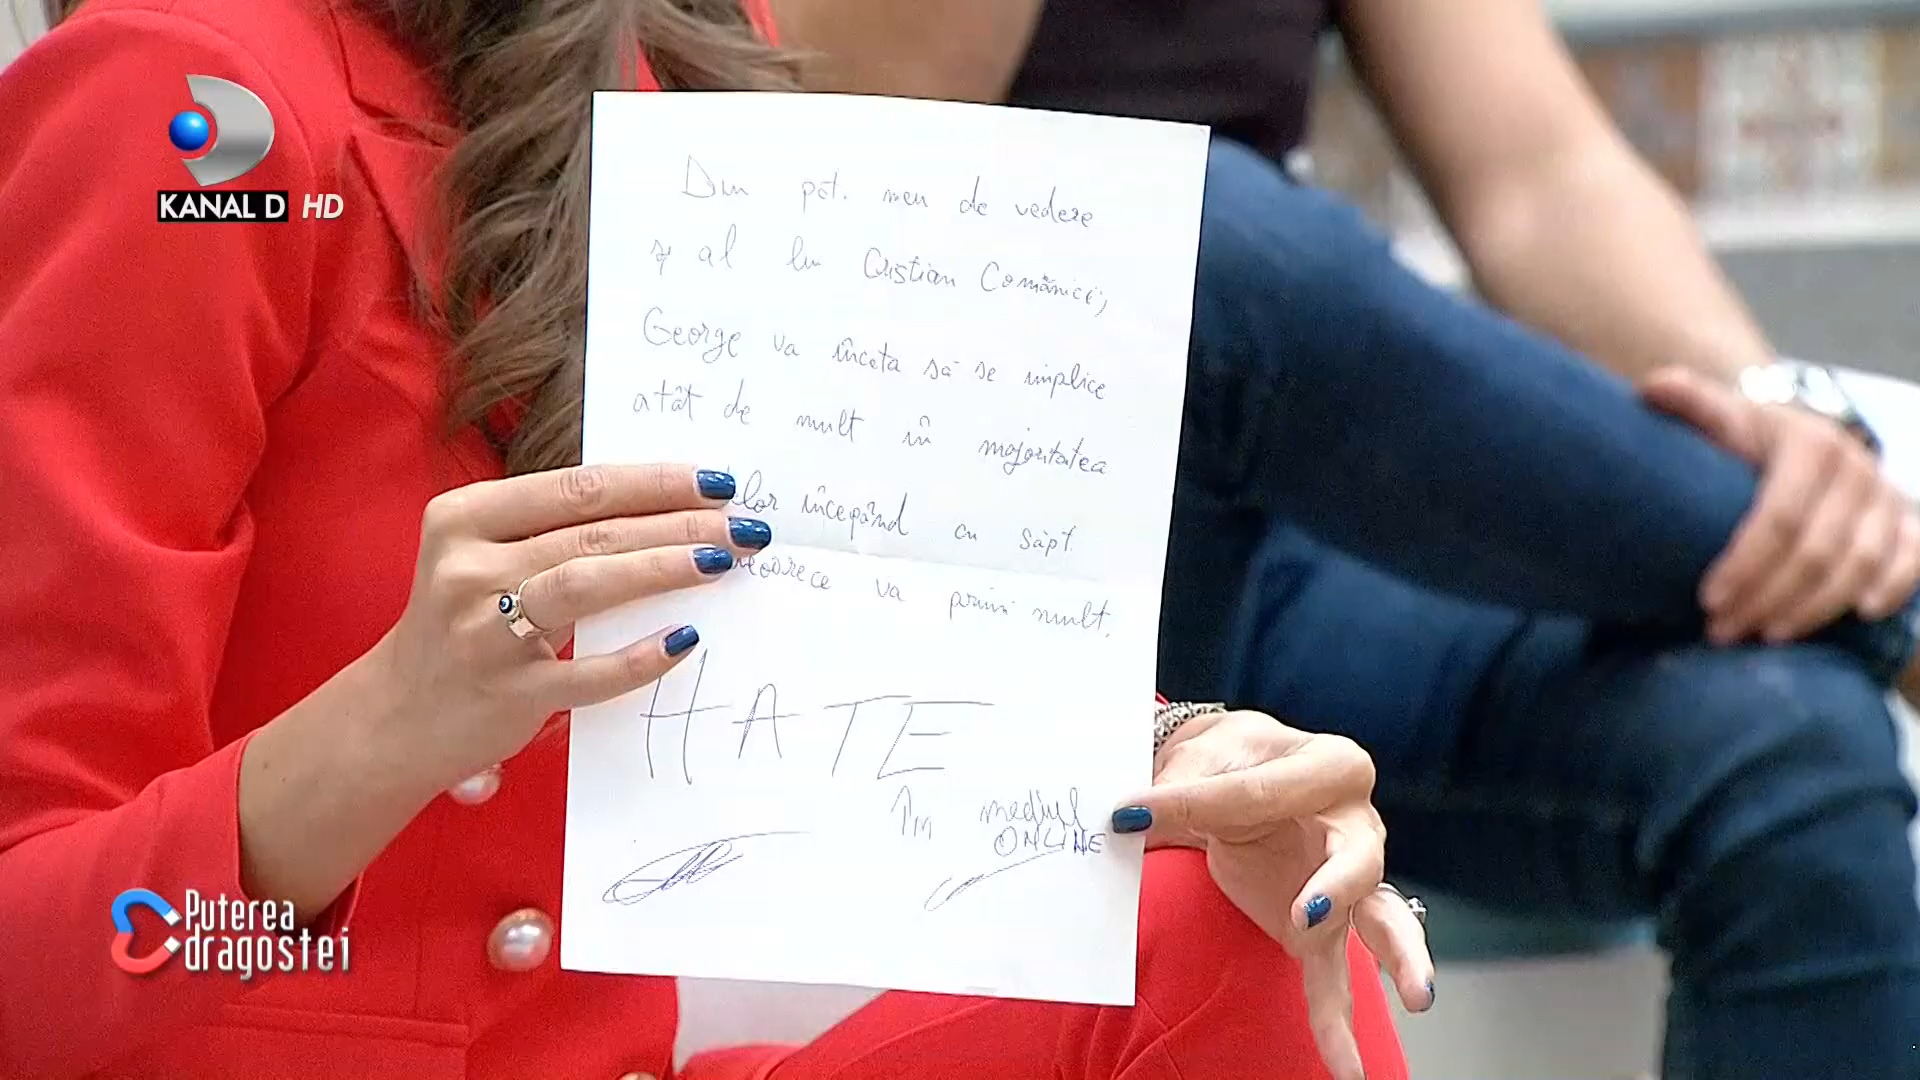 KANAL D HD
Din pct. meu de vedere
și al lui Cristian Comănici,
George va înceta să se implice
atât de mult în majoritatea
lor începând cu săpt.
va primi mult.
HATE
În mediul
ONLINE
Puterea
dragostei